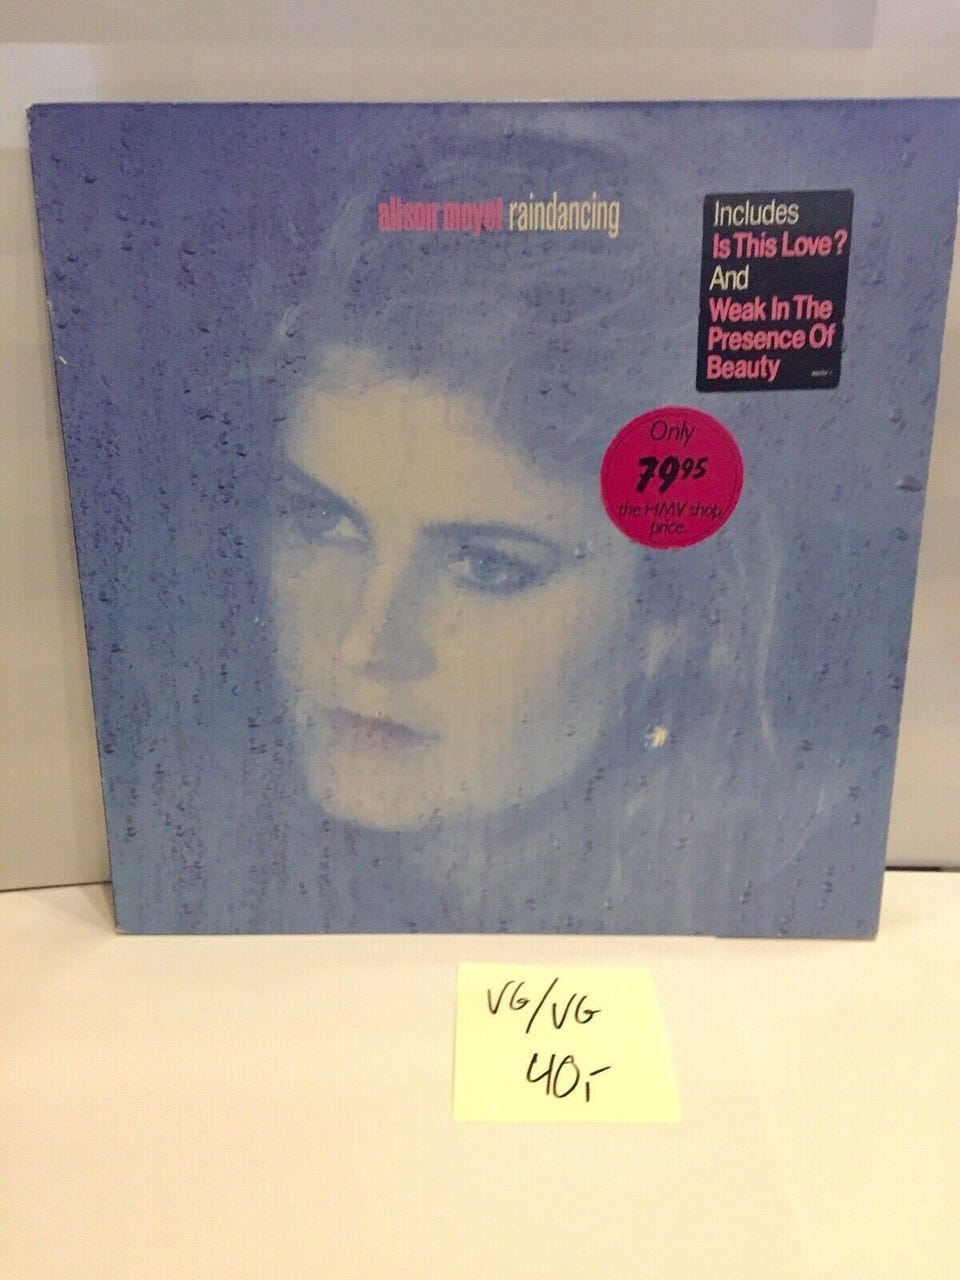 alison moyet raindancing
Includes
Is This Love?
And
Weak In The
Presence Of
Beauty
Only
79 95
the HMV shop
price.
VG/VG
40,-